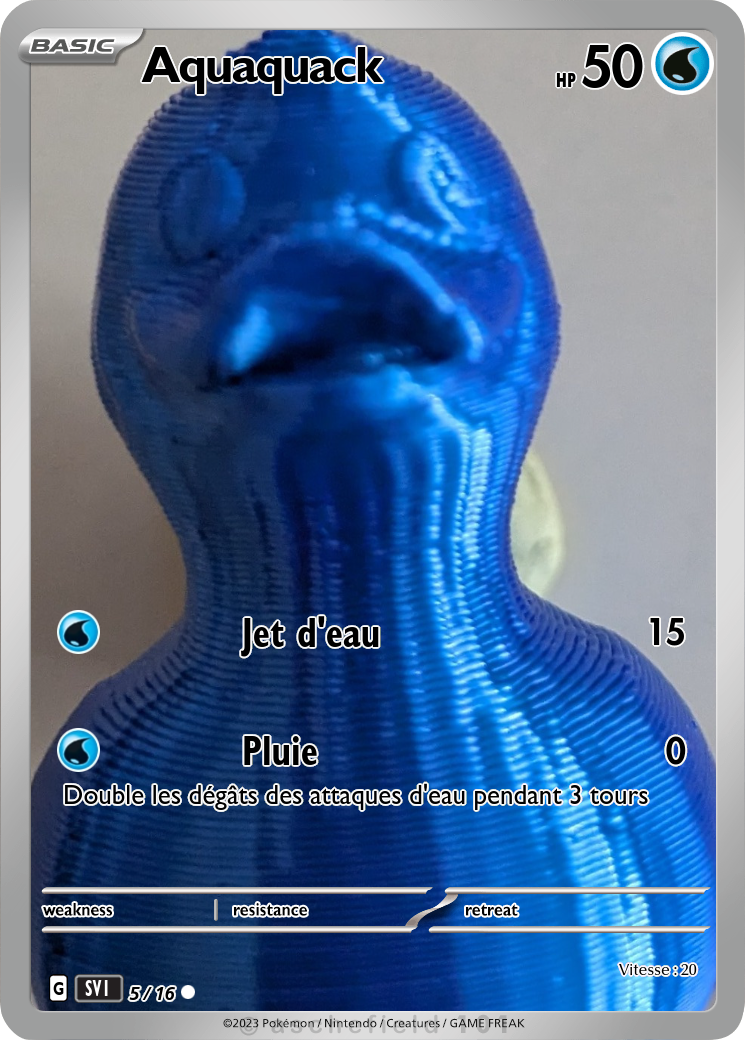 BASIC
Aquaquack
HP 50
Jet d'eau 15
Pluie 0
Double les dégâts des attaques d'eau pendant 3 tours
weakness resistance retreat
Vitesse : 20
G SVI 5/16
©2023 Pokémon / Nintendo / Creatures / GAME FREAK